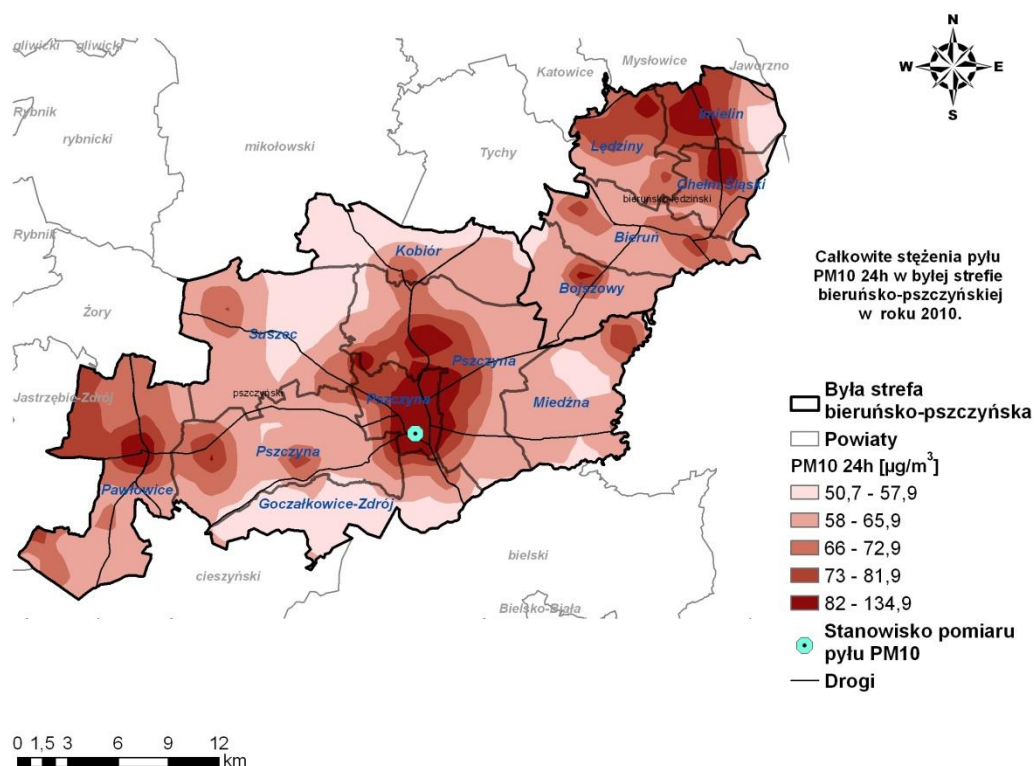 gliwicki gliwicki
Mysłowice
Katowice
Jaworzno
Rybnik
rybnicki
mikołowski
Tychy
Imielin
Lędziny
Chełm Śląski
bieruńsko-lędziński
Rybnik
Kobiór
Bieruń
Bojszowy
Żory
Suszec
Pszczyna
Jastrzębie-Zdrój
pszczyński
Pszczyna
Miedźna
Pszczyna
Pawłowice
Goczałkowice-Zdrój
bielski
cieszyński
Bielsko-Biała
N
W E
S
Całkowite stężenia pyłu
PM10 24h w byłej strefie
bieruńsko-pszczyńskiej
w roku 2010.
Była strefa
bieruńsko-pszczyńska
Powiaty
PM10 24h [µg/m³]
50,7 - 57,9
58 - 65,9
66 - 72,9
73 - 81,9
82 - 134,9
Stanowisko pomiaru
pyłu PM10
Drogi
0 1,5 3 6 9 12
km